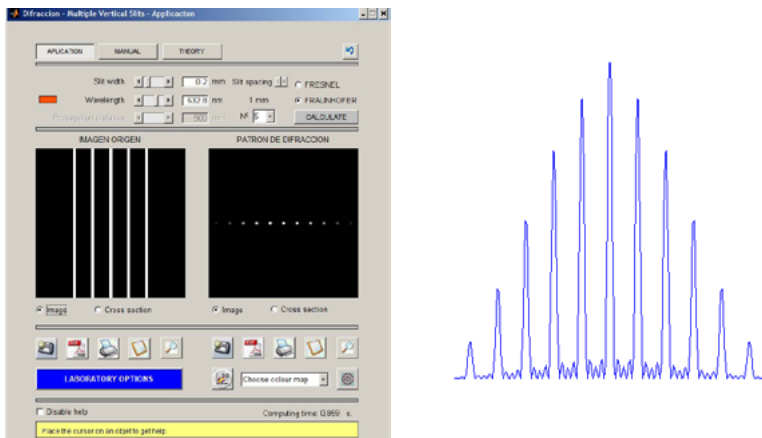 Difraccion - Multiple Vertical Slits - Applicacton
APLICATION MANUAL THEORY
Slit width 0.2 mm Slit spacing FRESNEL
Wavelength 632.8 nm 1 mm FRAUNHOFER
Propagation distance 500 mm Nº 5 CALCULATE
IMAGEN ORIGEN PATRON DE DIFRACCION
Image Cross section Image Cross section
LABORATORY OPTIONS Choose colour map
Disable help Computing time: 0.859 s.
Place the cursor on an objet to get help